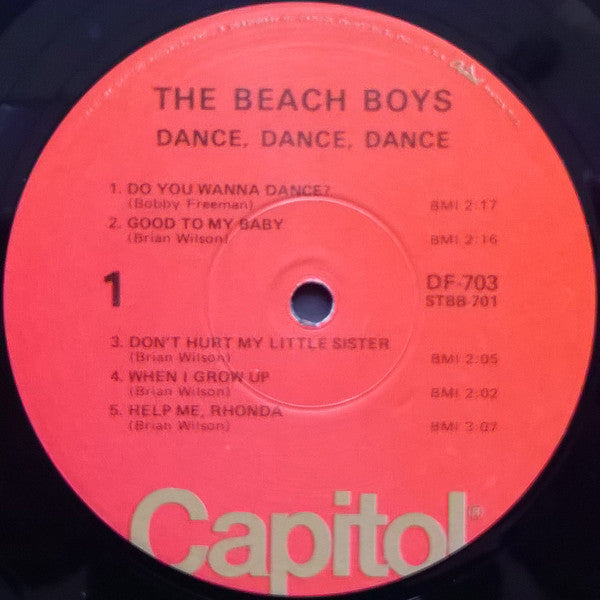 THE BEACH BOYS
DANCE, DANCE, DANCE
1. DO YOU WANNA DANCE?
(Bobby Freeman) BMI 2:17
2. GOOD TO MY BABY
(Brian Wilson) BMI 2:16
1
DF-703
STBB-701
3. DON'T HURT MY LITTLE SISTER
(Brian Wilson) BMI 2:05
4. WHEN I GROW UP
(Brian Wilson) BMI 2:02
5. HELP ME, RHONDA
(Brian Wilson) BMI 3:07
Capitol®